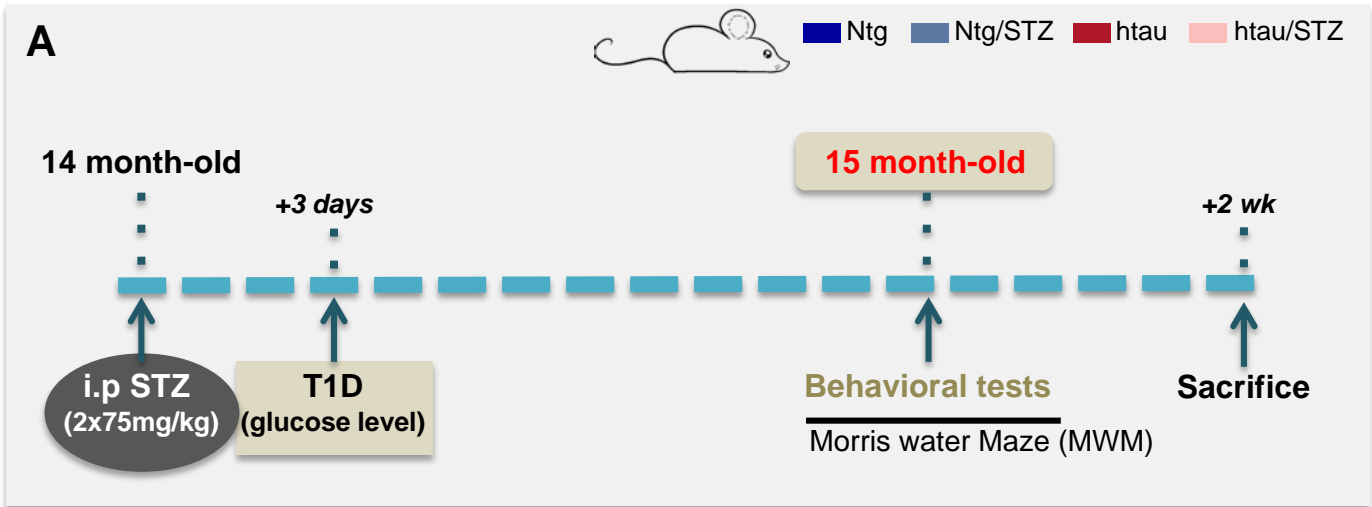 A
Ntg Ntg/STZ htau htau/STZ
14 month-old
15 month-old
+3 days
+2 wk
i.p STZ
(2x75mg/kg)
T1D
(glucose level)
Behavioral tests
Morris water Maze (MWM)
Sacrifice